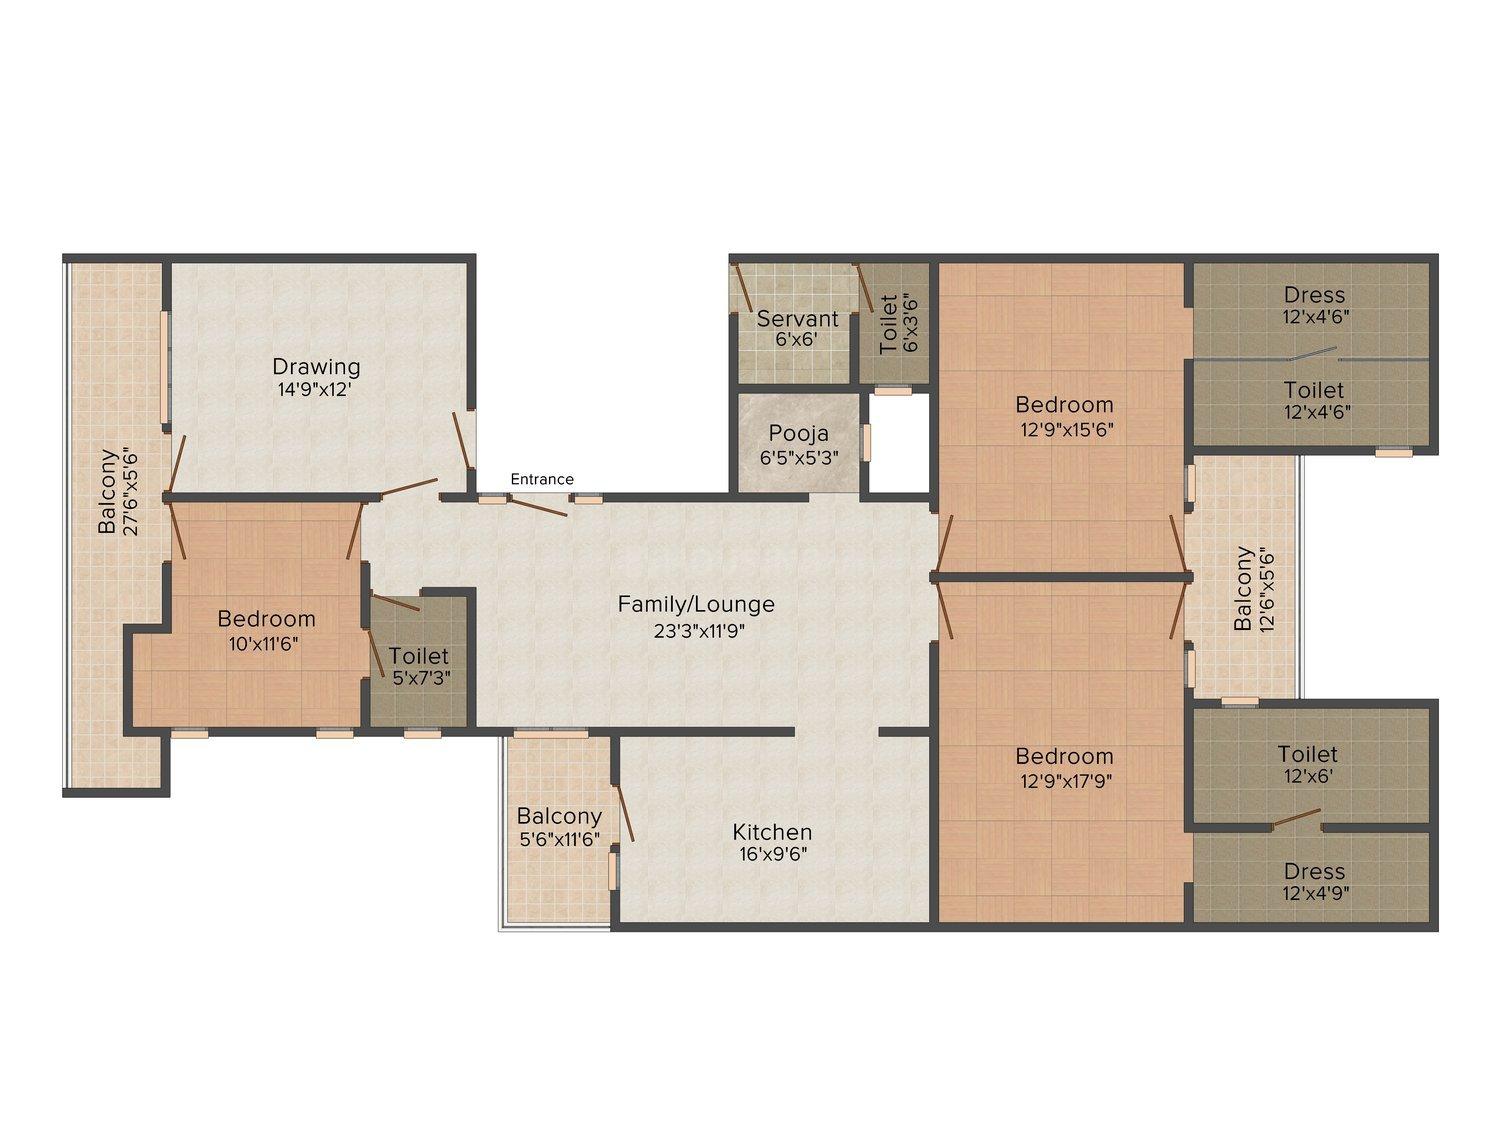 Drawing
14'9"x12'
Balcony
27'6"x5'6"
Entrance
Servant
6'x6'
Toilet
6'x3'6"
Pooja
6'5"x5'3"
Bedroom
12'9"x15'6"
Dress
12'x4'6"
Toilet
12'x4'6"
Bedroom
10'x11'6"
Toilet
5'x7'3"
Family/Lounge
23'3"x11'9"
Balcony
12'6"x5'6"
Balcony
5'6"x11'6"
Kitchen
16'x9'6"
Bedroom
12'9"x17'9"
Toilet
12'x6'
Dress
12'x4'9"